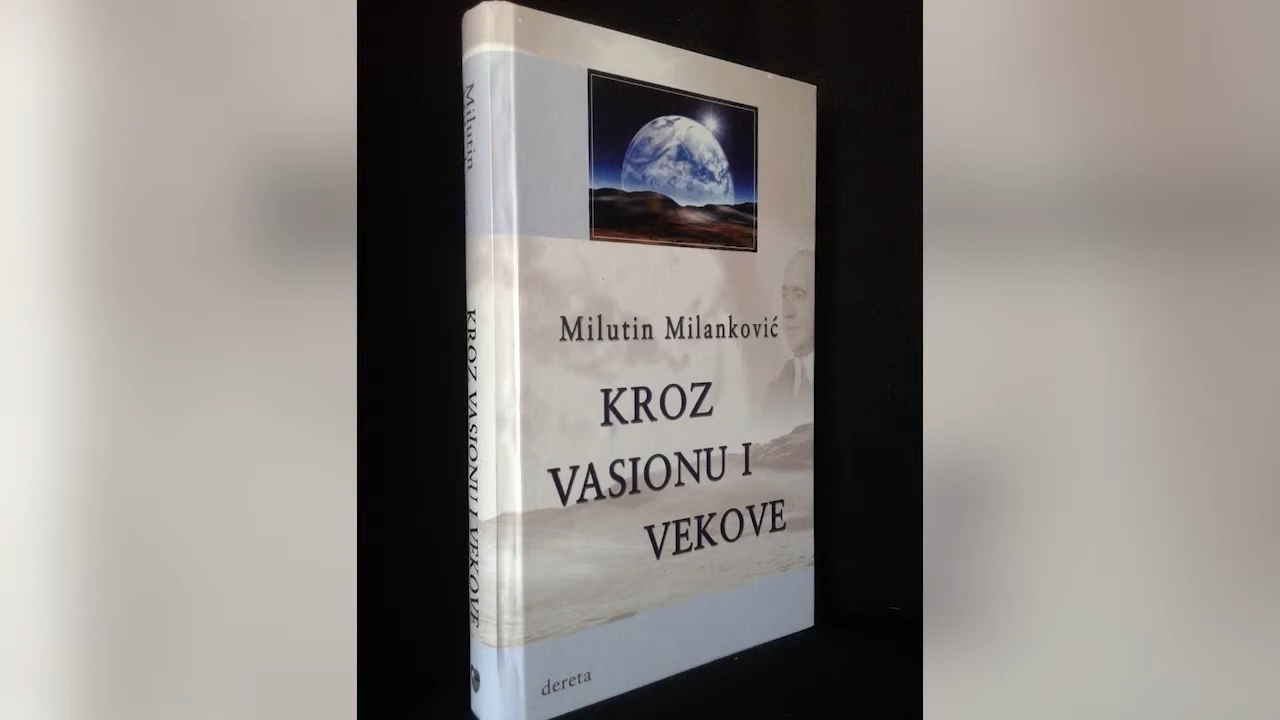 Milutin
KROZ VASIONU I VEKOVE
Milutin Milanković
KROZ
VASIONU I
VEKOVE
dereta